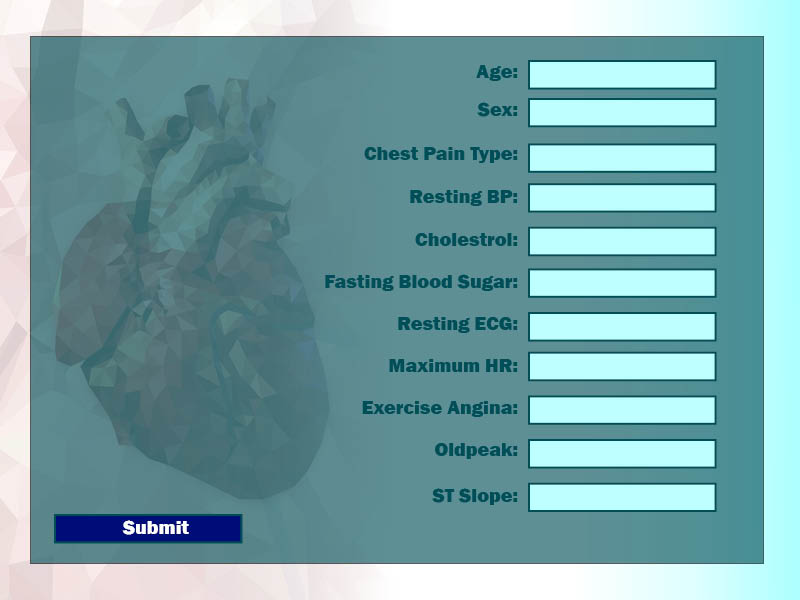 Age:
Sex:
Chest Pain Type:
Resting BP:
Cholestrol:
Fasting Blood Sugar:
Resting ECG:
Maximum HR:
Exercise Angina:
Oldpeak:
ST Slope:
Submit